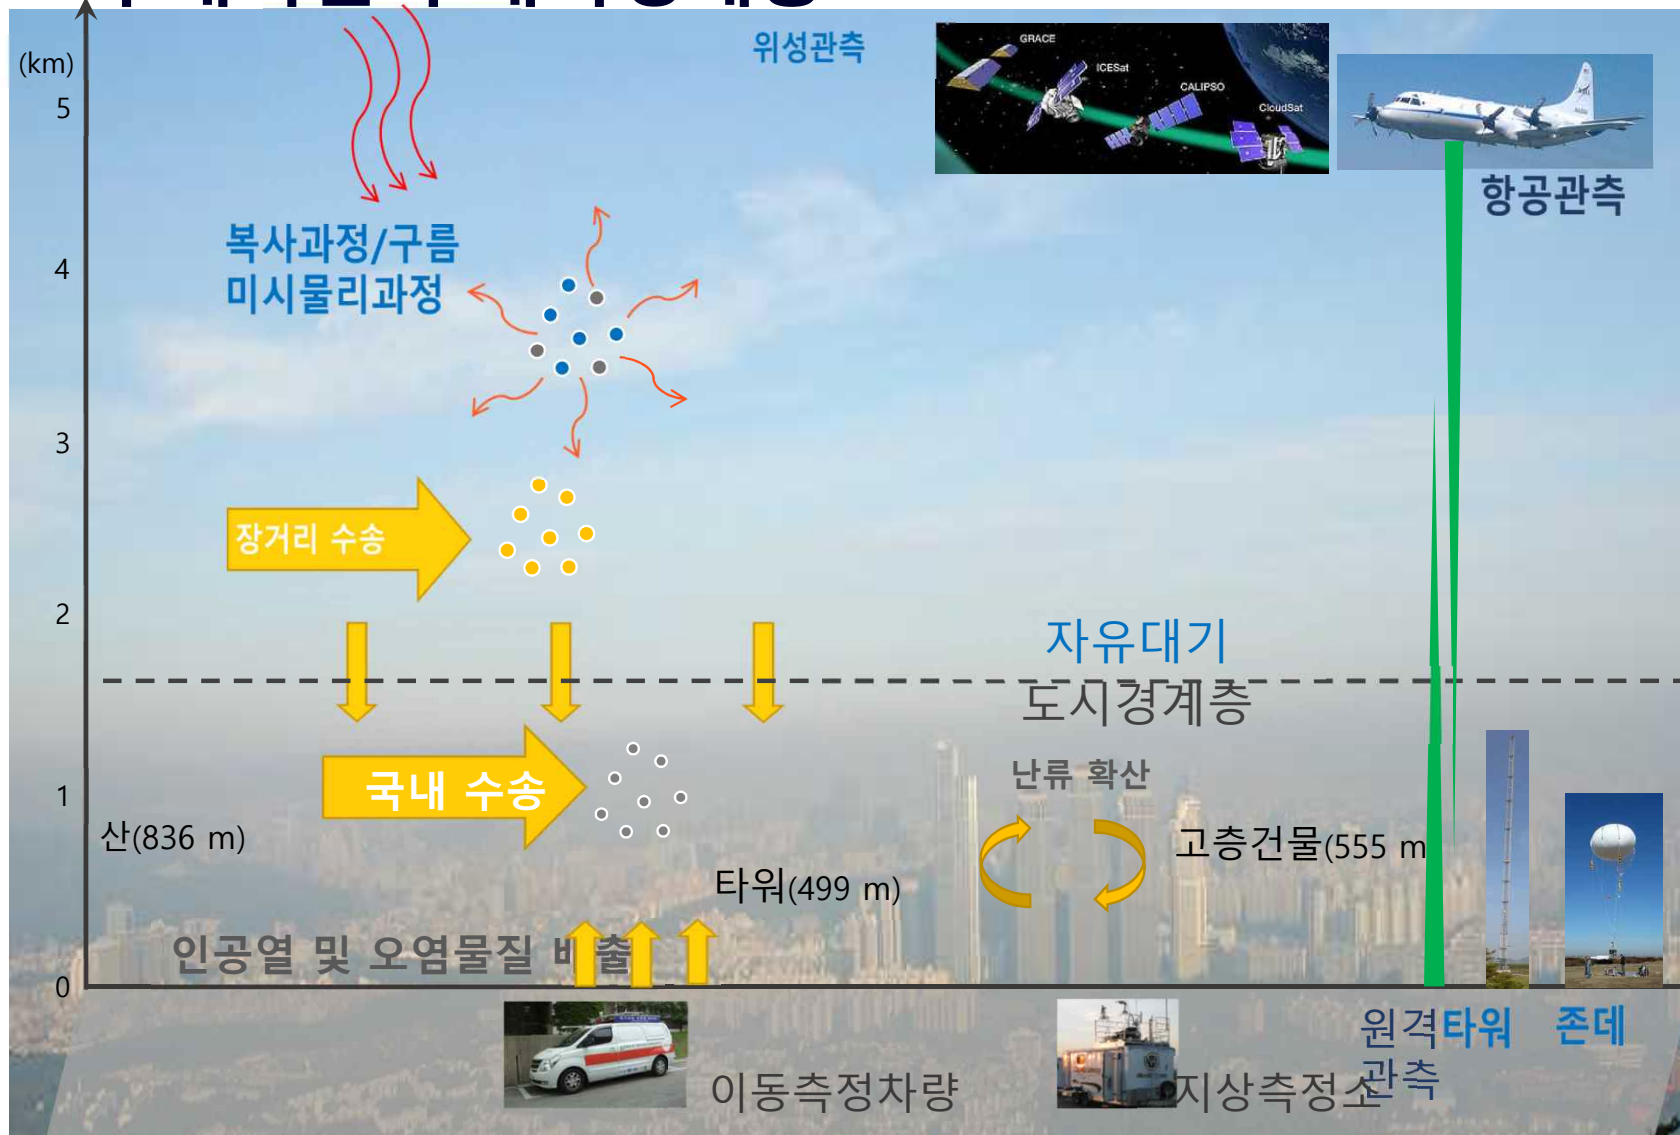 (km)
5
4
3
2
1
0
위성관측
GRACE
ICESat
CALIPSO
CloudSat
항공관측
복사과정/구름
미시물리과정
장거리 수송
자유대기
도시경계층
국내 수송
난류 확산
산(836 m)
고층건물(555 m
타워(499 m)
인공열 및 오염물질 배출
이동측정차량
지상측정소
원격
관측
타워
존데